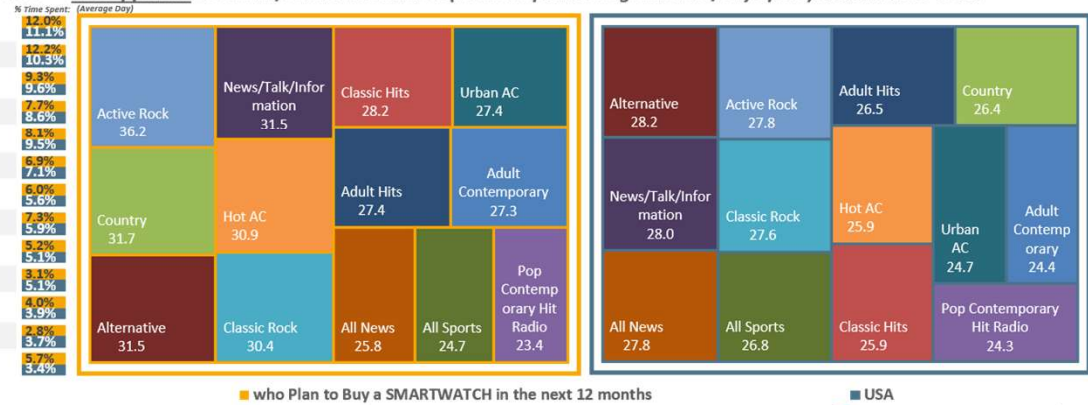 % Time Spent: (Average Day)
12.0%
11.1%
12.2%
10.3%
9.3%
9.6%
7.7%
8.6%
8.1%
9.5%
6.9%
7.1%
6.0%
5.6%
7.3%
5.9%
5.2%
5.1%
3.1%
5.1%
4.0%
3.9%
2.8%
3.7%
5.7%
3.4%
Active Rock
36.2
Country
31.7
Alternative
31.5
News/Talk/Infor
mation
31.5
Hot AC
30.9
Classic Rock
30.4
Classic Hits
28.2
Urban AC
27.4
Adult Hits
27.4
Adult
Contemporary
27.3
All News
25.8
All Sports
24.7
Pop
Contemp
orary Hit
Radio
23.4
Alternative
28.2
News/Talk/Infor
mation
28.0
All News
27.8
Active Rock
27.8
Classic Rock
27.6
All Sports
26.8
Adult Hits
26.5
Country
26.4
Hot AC
25.9
Classic Hits
25.9
Urban
AC
24.7
Adult
Contemp
orary
24.4
Pop Contemporary
Hit Radio
24.3
who Plan to Buy a SMARTWATCH in the next 12 months
USA